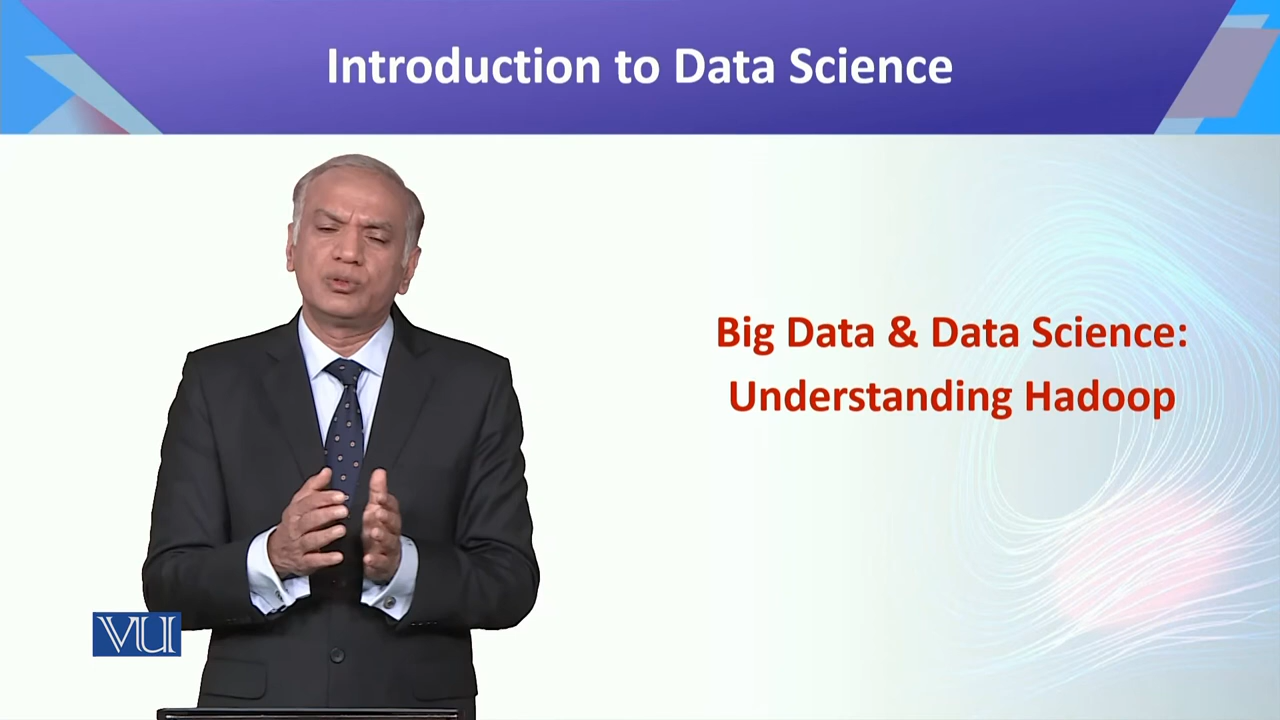 Introduction to Data Science
Big Data & Data Science:
Understanding Hadoop
VU